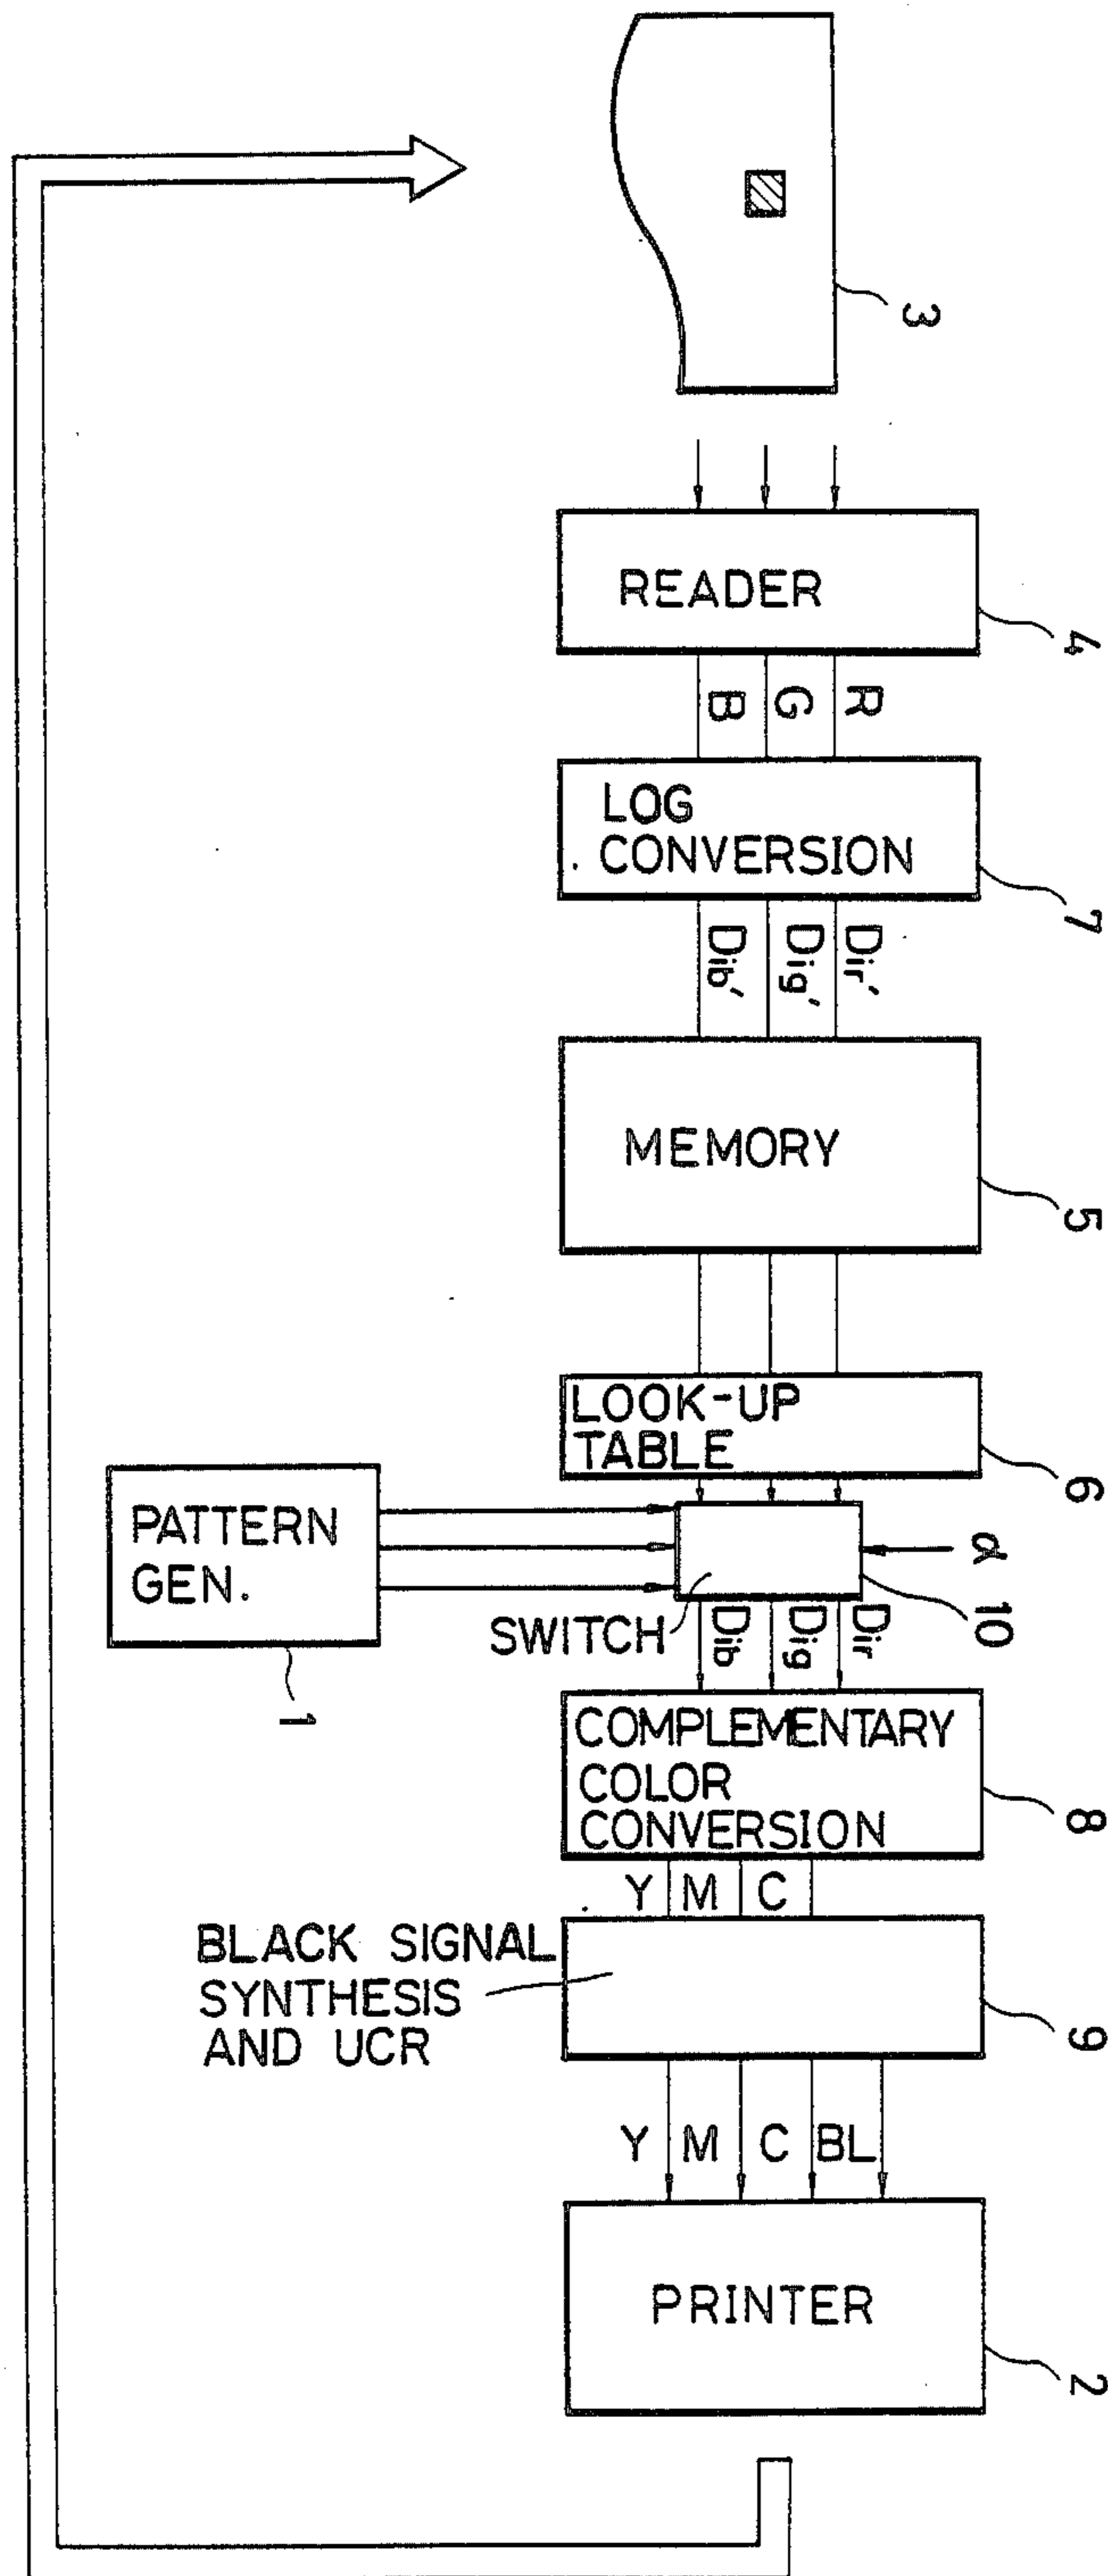 3
READER
4
R
G
B
LOG
CONVERSION
7
Dir'
Dig'
Dib'
MEMORY
5
LOOK-UP
TABLE
6
PATTERN
GEN.
1
α
10
SWITCH
Dir
Dig
Dib
COMPLEMENTARY
COLOR
CONVERSION
8
Y M C
BLACK SIGNAL
SYNTHESIS
AND UCR
9
Y M C BL
PRINTER
2